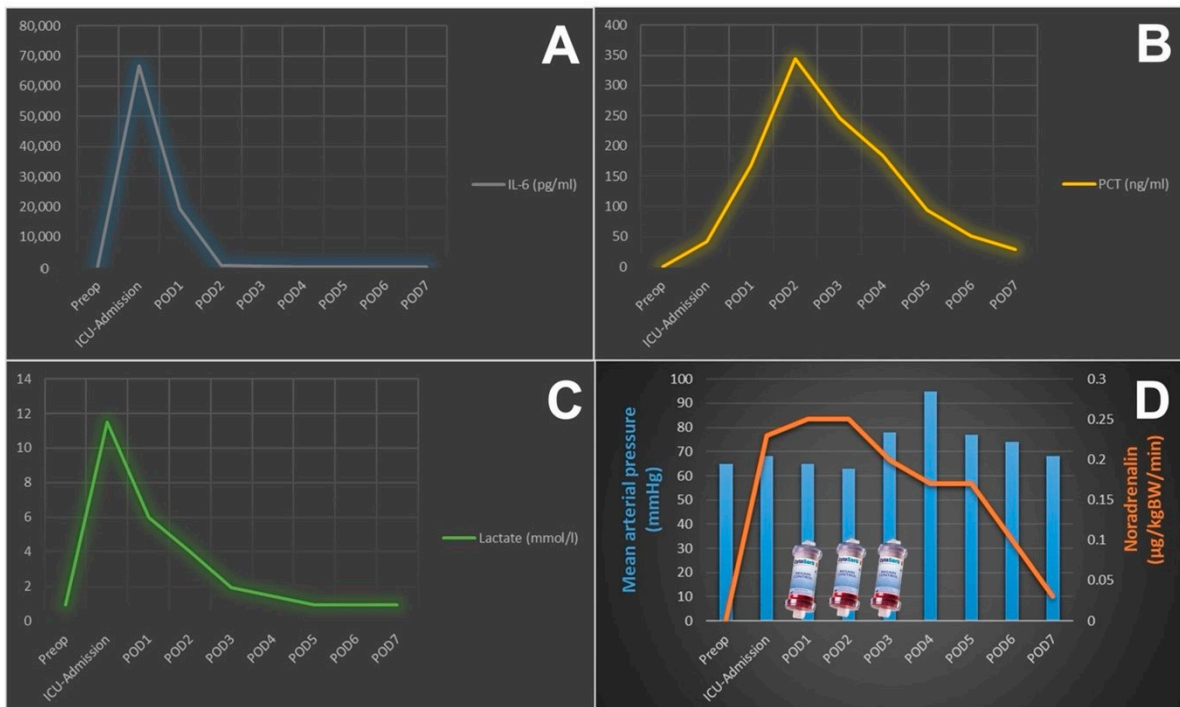 A
80,000
70,000
60,000
50,000
40,000
30,000
20,000
10,000
0
Preop
ICU-Admission
POD1
POD2
POD3
POD4
POD5
POD6
POD7
IL-6 (pg/ml)
B
400
350
300
250
200
150
100
50
0
Preop
ICU-Admission
POD1
POD2
POD3
POD4
POD5
POD6
POD7
PCT (ng/ml)
C
14
12
10
8
6
4
2
0
Preop
ICU-Admission
POD1
POD2
POD3
POD4
POD5
POD6
POD7
Lactate (mmol/l)
D
Mean arterial pressure
(mmHg)
100
90
80
70
60
50
40
30
20
10
0
Preop
ICU-Admission
POD1
POD2
POD3
POD4
POD5
POD6
POD7
0.3
0.25
0.2
0.15
0.1
0.05
0
Noradrenalin
(µg/kgBW/min)